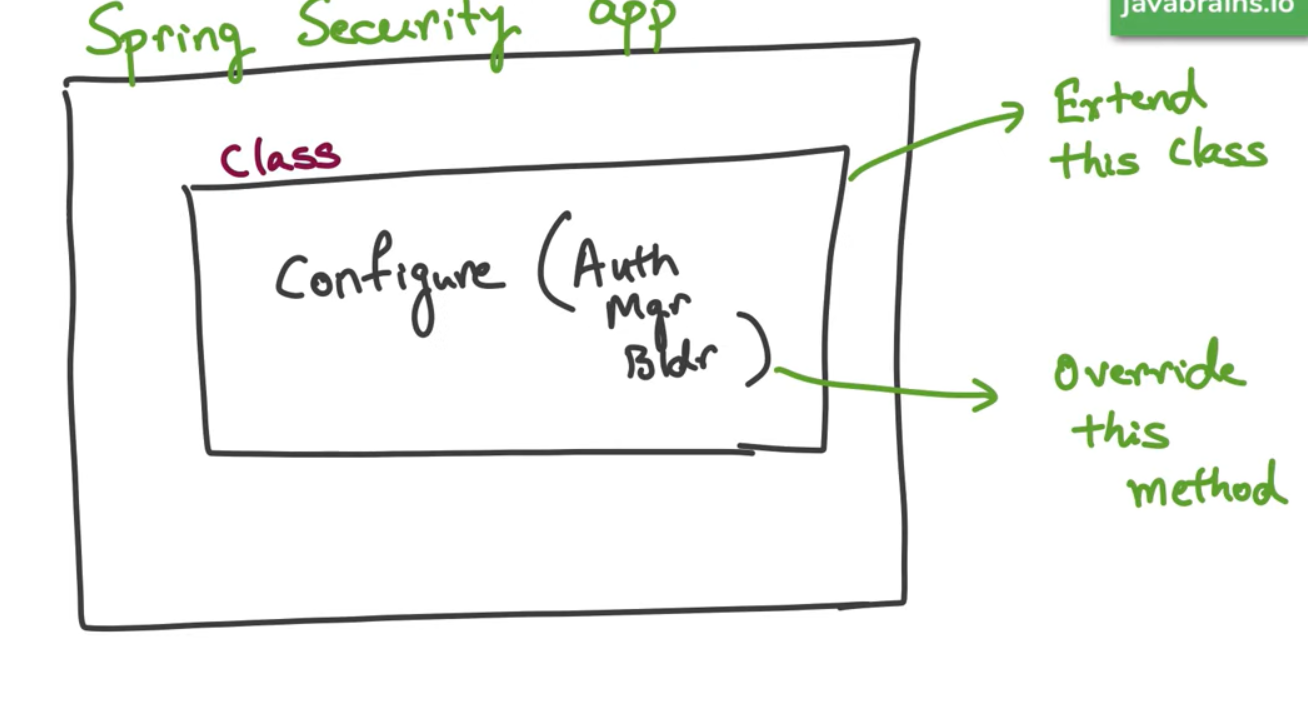 Spring Security app
javabrains.io
Class
Extend
this class
Configure (Auth
Mgr
Bldr)
Override
this
method